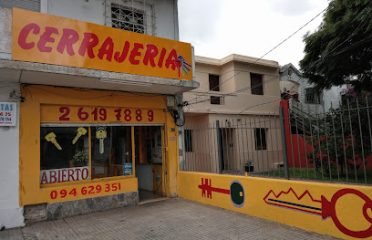 CERRAJERIA
2 619 7889
ABIERTO
094 629 351